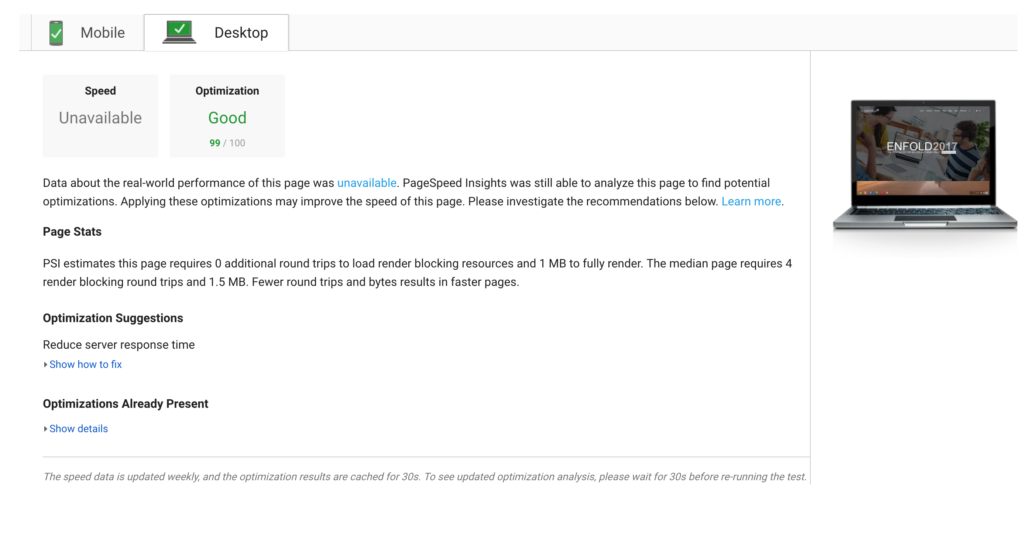 Mobile
Desktop
Speed
Optimization
Unavailable
Good
99 / 100
ENFOLD2017
Data about the real-world performance of this page was unavailable. PageSpeed Insights was still able to analyze this page to find potential
optimizations. Applying these optimizations may improve the speed of this page. Please investigate the recommendations below. Learn more.
Page Stats
PSI estimates this page requires 0 additional round trips to load render blocking resources and 1 MB to fully render. The median page requires 4
render blocking round trips and 1.5 MB. Fewer round trips and bytes results in faster pages.
Optimization Suggestions
Reduce server response time
Show how to fix
Optimizations Already Present
Show details
The speed data is updated weekly, and the optimization results are cached for 30s. To see updated optimization analysis, please wait for 30s before re-running the test.